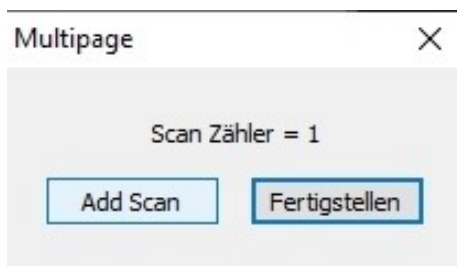 Multipage
Scan Zähler = 1
Add Scan Fertigstellen